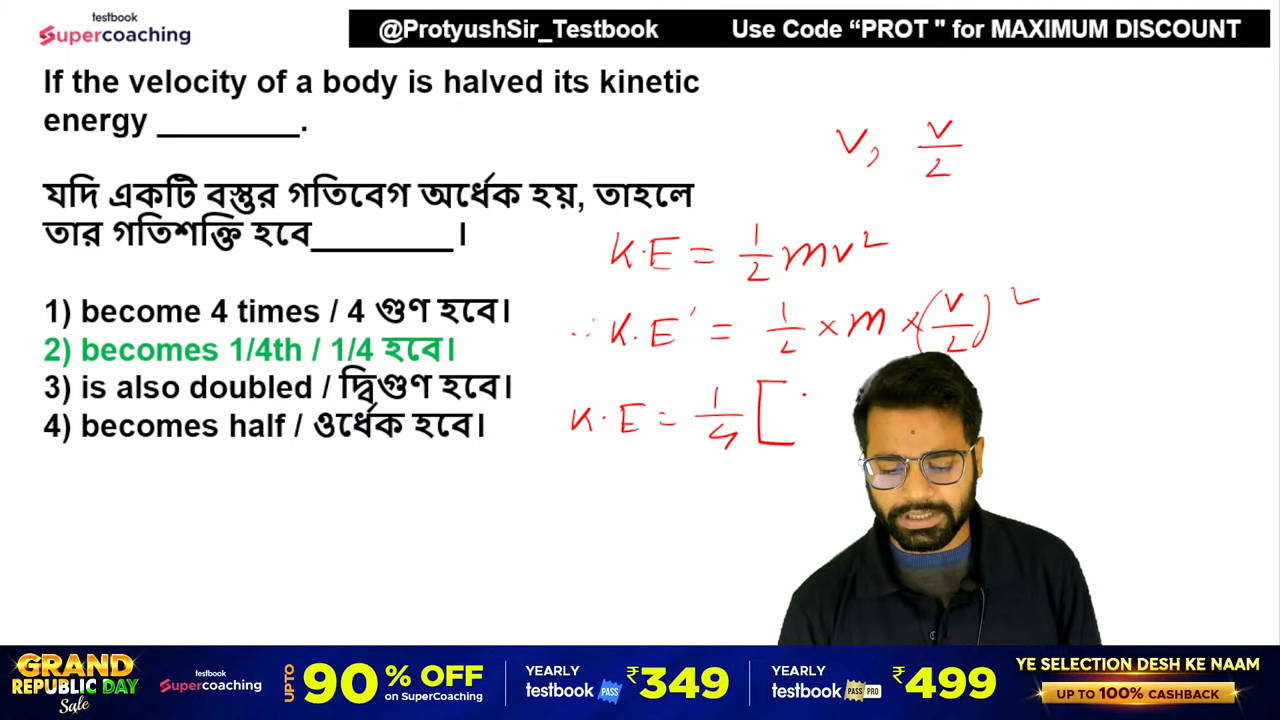 testbook
Supercoaching
@ProtyushSir_Testbook Use Code “PROT " for MAXIMUM DISCOUNT
If the velocity of a body is halved its kinetic
energy ________.
যদি একটি বস্তুর গতিবেগ অর্ধেক হয়, তাহলে
তার গতিশক্তি হবে________।
1) become 4 times / 4 গুণ হবে।
2) becomes 1/4th / 1/4 হবে।
3) is also doubled / দ্বিগুণ হবে।
4) becomes half / ওর্ধেক হবে।
v, v/2
K.E = 1/2 mv²
∴ K.E' = 1/2 × m × (v/2)²
K.E = 1/4 [
GRAND
REPUBLIC DAY
Sale
testbook
Supercoaching
UPTO 90% OFF
on SuperCoaching
YEARLY
testbook PASS ₹349
YEARLY
testbook PASS PRO ₹499
YE SELECTION DESH KE NAAM
UP TO 100% CASHBACK